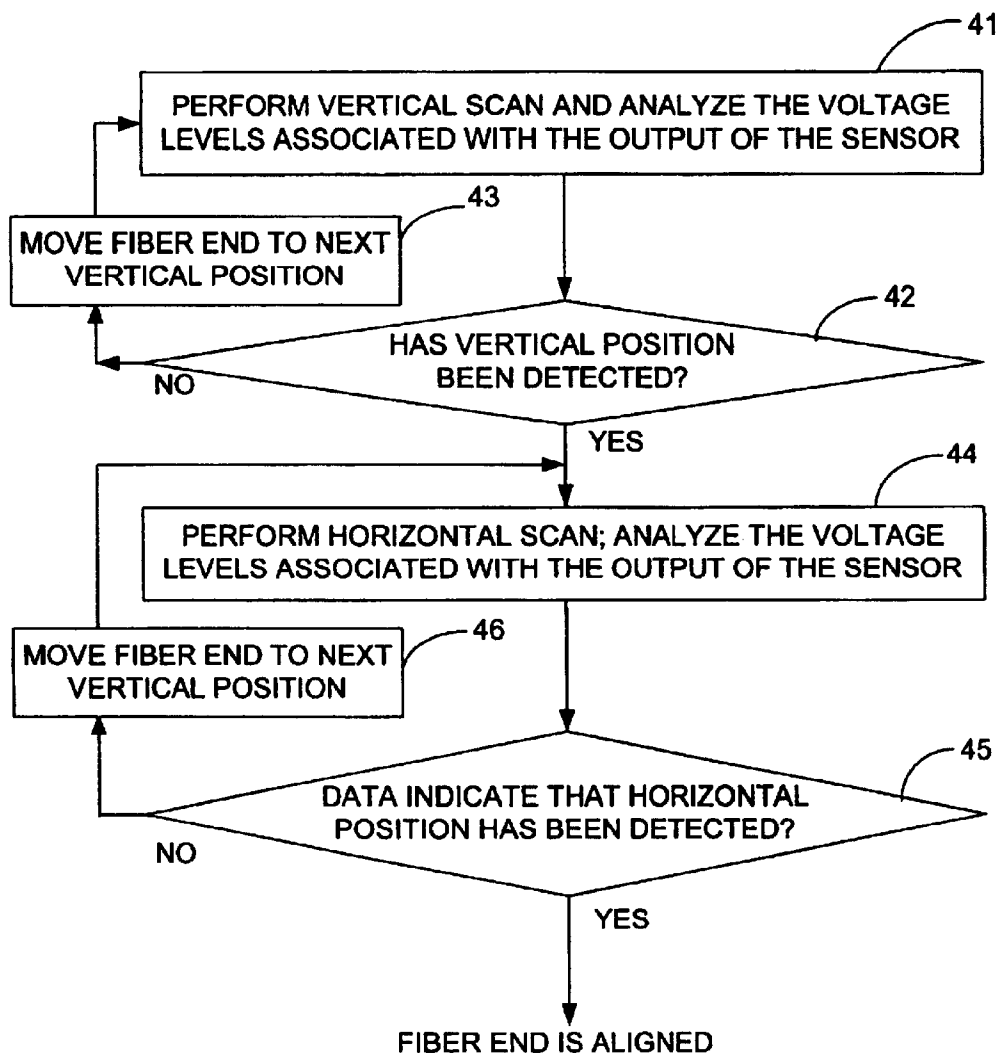 41
PERFORM VERTICAL SCAN AND ANALYZE THE VOLTAGE
LEVELS ASSOCIATED WITH THE OUTPUT OF THE SENSOR
43
MOVE FIBER END TO NEXT
VERTICAL POSITION
42
HAS VERTICAL POSITION
BEEN DETECTED?
NO
YES
44
PERFORM HORIZONTAL SCAN; ANALYZE THE VOLTAGE
LEVELS ASSOCIATED WITH THE OUTPUT OF THE SENSOR
46
MOVE FIBER END TO NEXT
VERTICAL POSITION
45
DATA INDICATE THAT HORIZONTAL
POSITION HAS BEEN DETECTED?
NO
YES
FIBER END IS ALIGNED